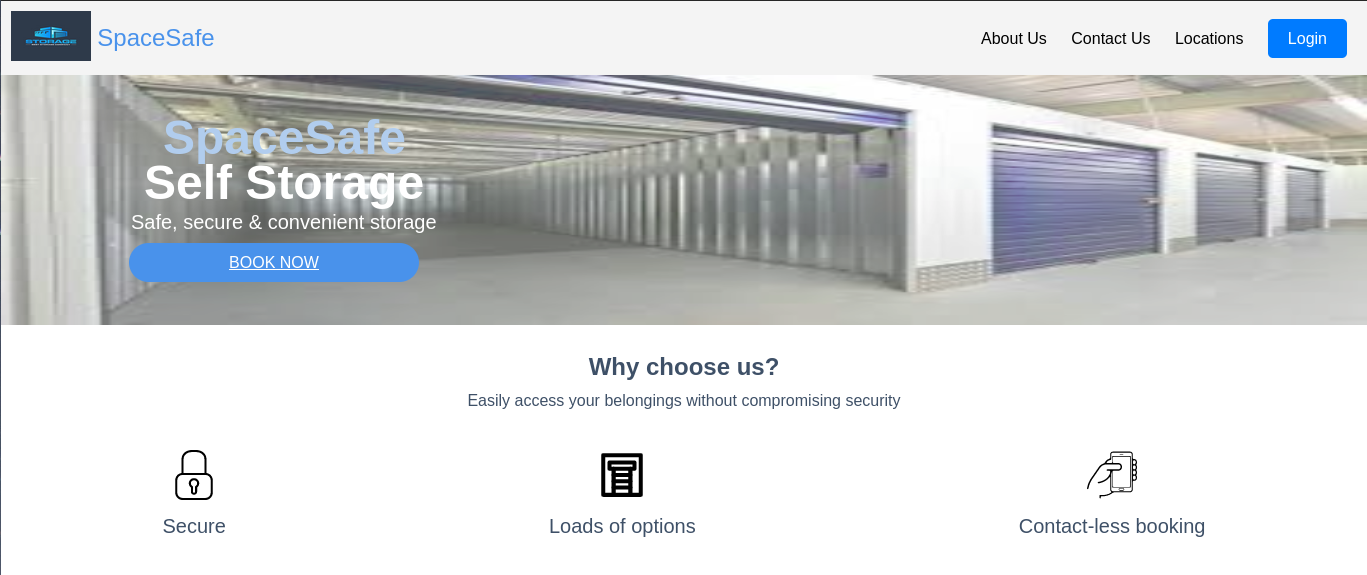 STORAGE
SpaceSafe
About Us
Contact Us
Locations
Login
SpaceSafe
Self Storage
Safe, secure & convenient storage
BOOK NOW
Why choose us?
Easily access your belongings without compromising security
Secure
Loads of options
Contact-less booking